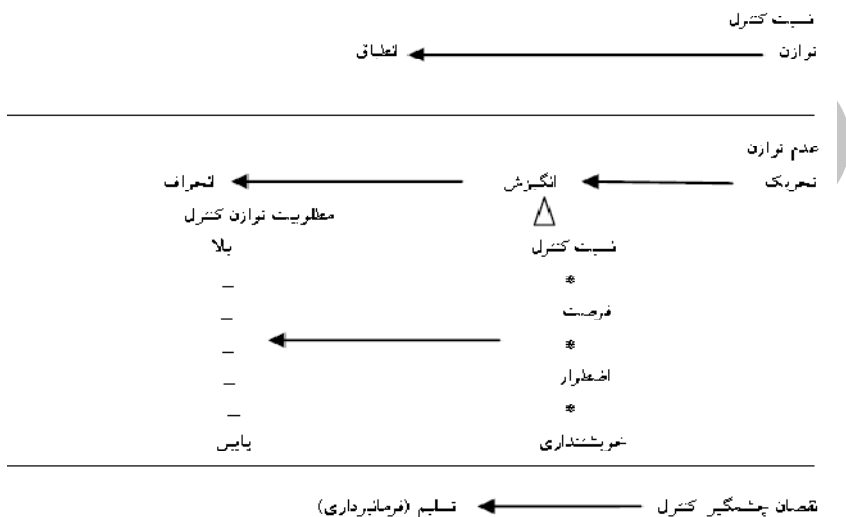 نسبت کنترل
توازن انطباق
عدم توازن
تحریک انگیزش انحراف
مطلوبیت توازن کنترل
نسبت کنترل بالا
* –
فرصت –
* –
اضطرار –
* –
خویشتنداری پایین
نقصان چشمگیر کنترل تسلیم (فرمانبرداری)